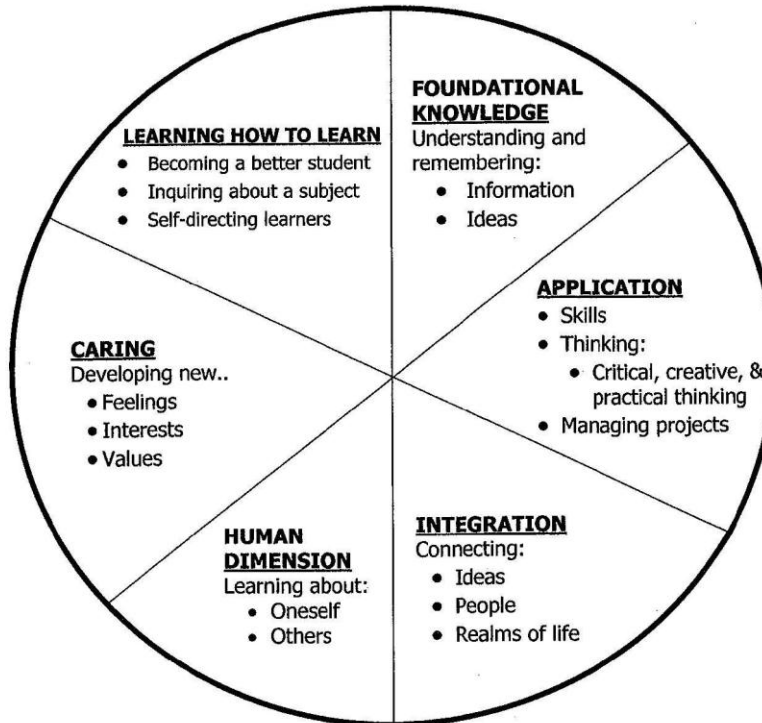 FOUNDATIONAL
KNOWLEDGE
Understanding and
remembering:
• Information
• Ideas
APPLICATION
• Skills
• Thinking:
• Critical, creative, &
practical thinking
• Managing projects
INTEGRATION
Connecting:
• Ideas
• People
• Realms of life
HUMAN
DIMENSION
Learning about:
• Oneself
• Others
CARING
Developing new..
• Feelings
• Interests
• Values
LEARNING HOW TO LEARN
• Becoming a better student
• Inquiring about a subject
• Self-directing learners